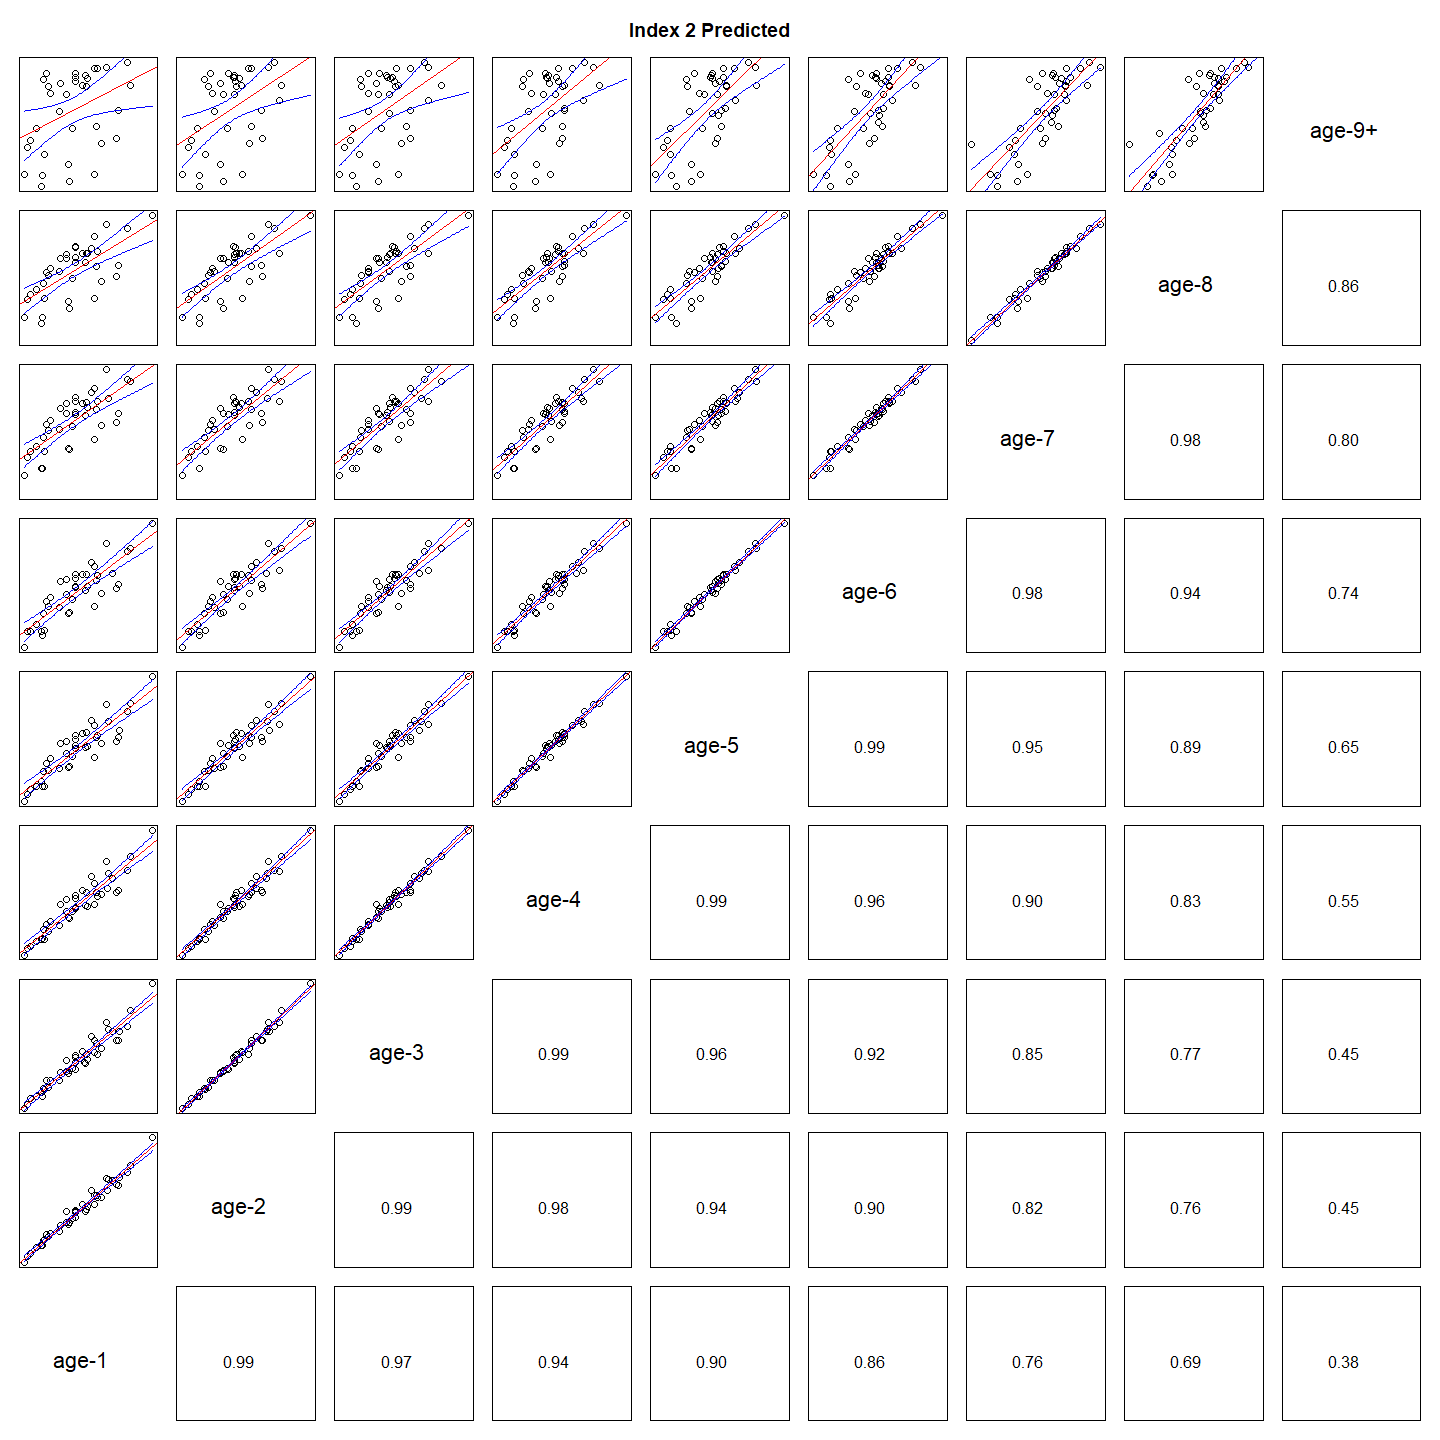 Index 2 Predicted
age-9+
age-8 0.86
age-7 0.98 0.80
age-6 0.98 0.94 0.74
age-5 0.99 0.95 0.89 0.65
age-4 0.99 0.96 0.90 0.83 0.55
age-3 0.99 0.96 0.92 0.85 0.77 0.45
age-2 0.99 0.98 0.94 0.90 0.82 0.76 0.45
age-1 0.99 0.97 0.94 0.90 0.86 0.76 0.69 0.38